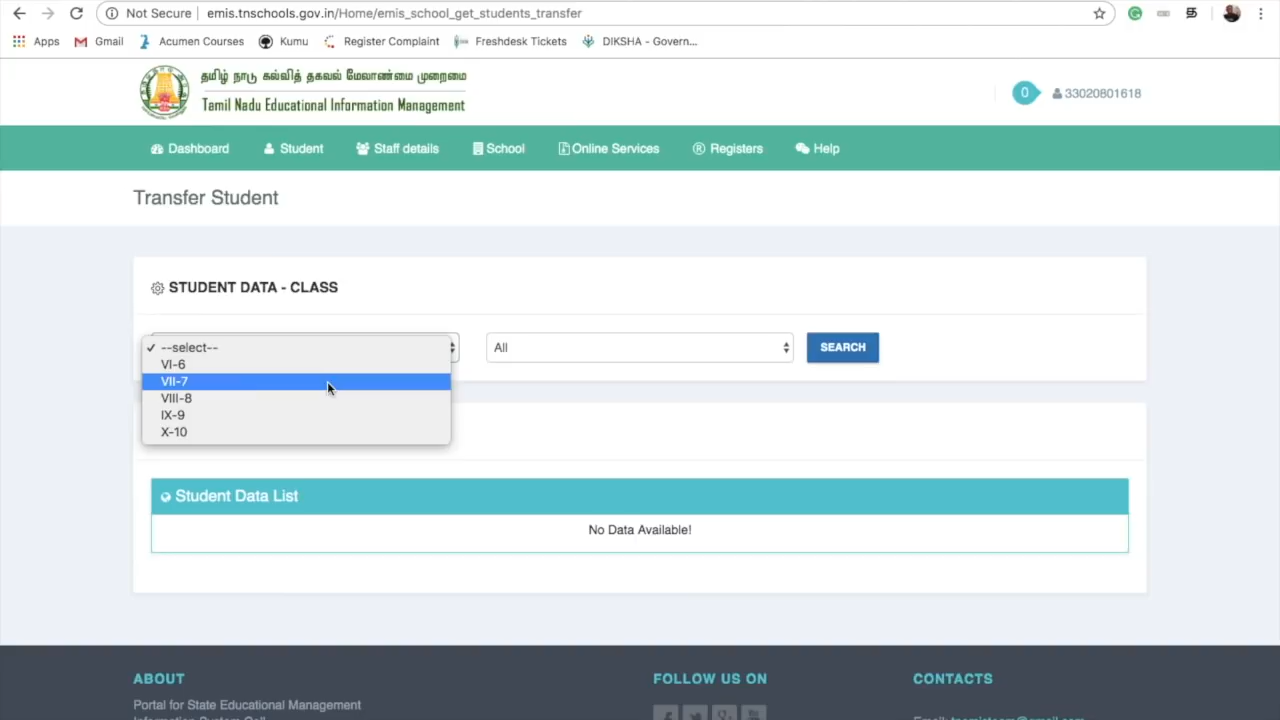 Not Secure emis.tnschools.gov.in/Home/emis_school_get_students_transfer
Apps Gmail Acumen Courses Kumu Register Complaint Freshdesk Tickets DIKSHA - Govern...
தமிழ் நாடு கல்வித் தகவல் மேலாண்மை முறைமை
Tamil Nadu Educational Information Management
0 33020801618
Dashboard Student Staff details School Online Services Registers Help
Transfer Student
STUDENT DATA - CLASS
--select-- All SEARCH
VI-6
VII-7
VIII-8
IX-9
X-10
Student Data List
No Data Available!
ABOUT FOLLOW US ON CONTACTS
Portal for State Educational Management